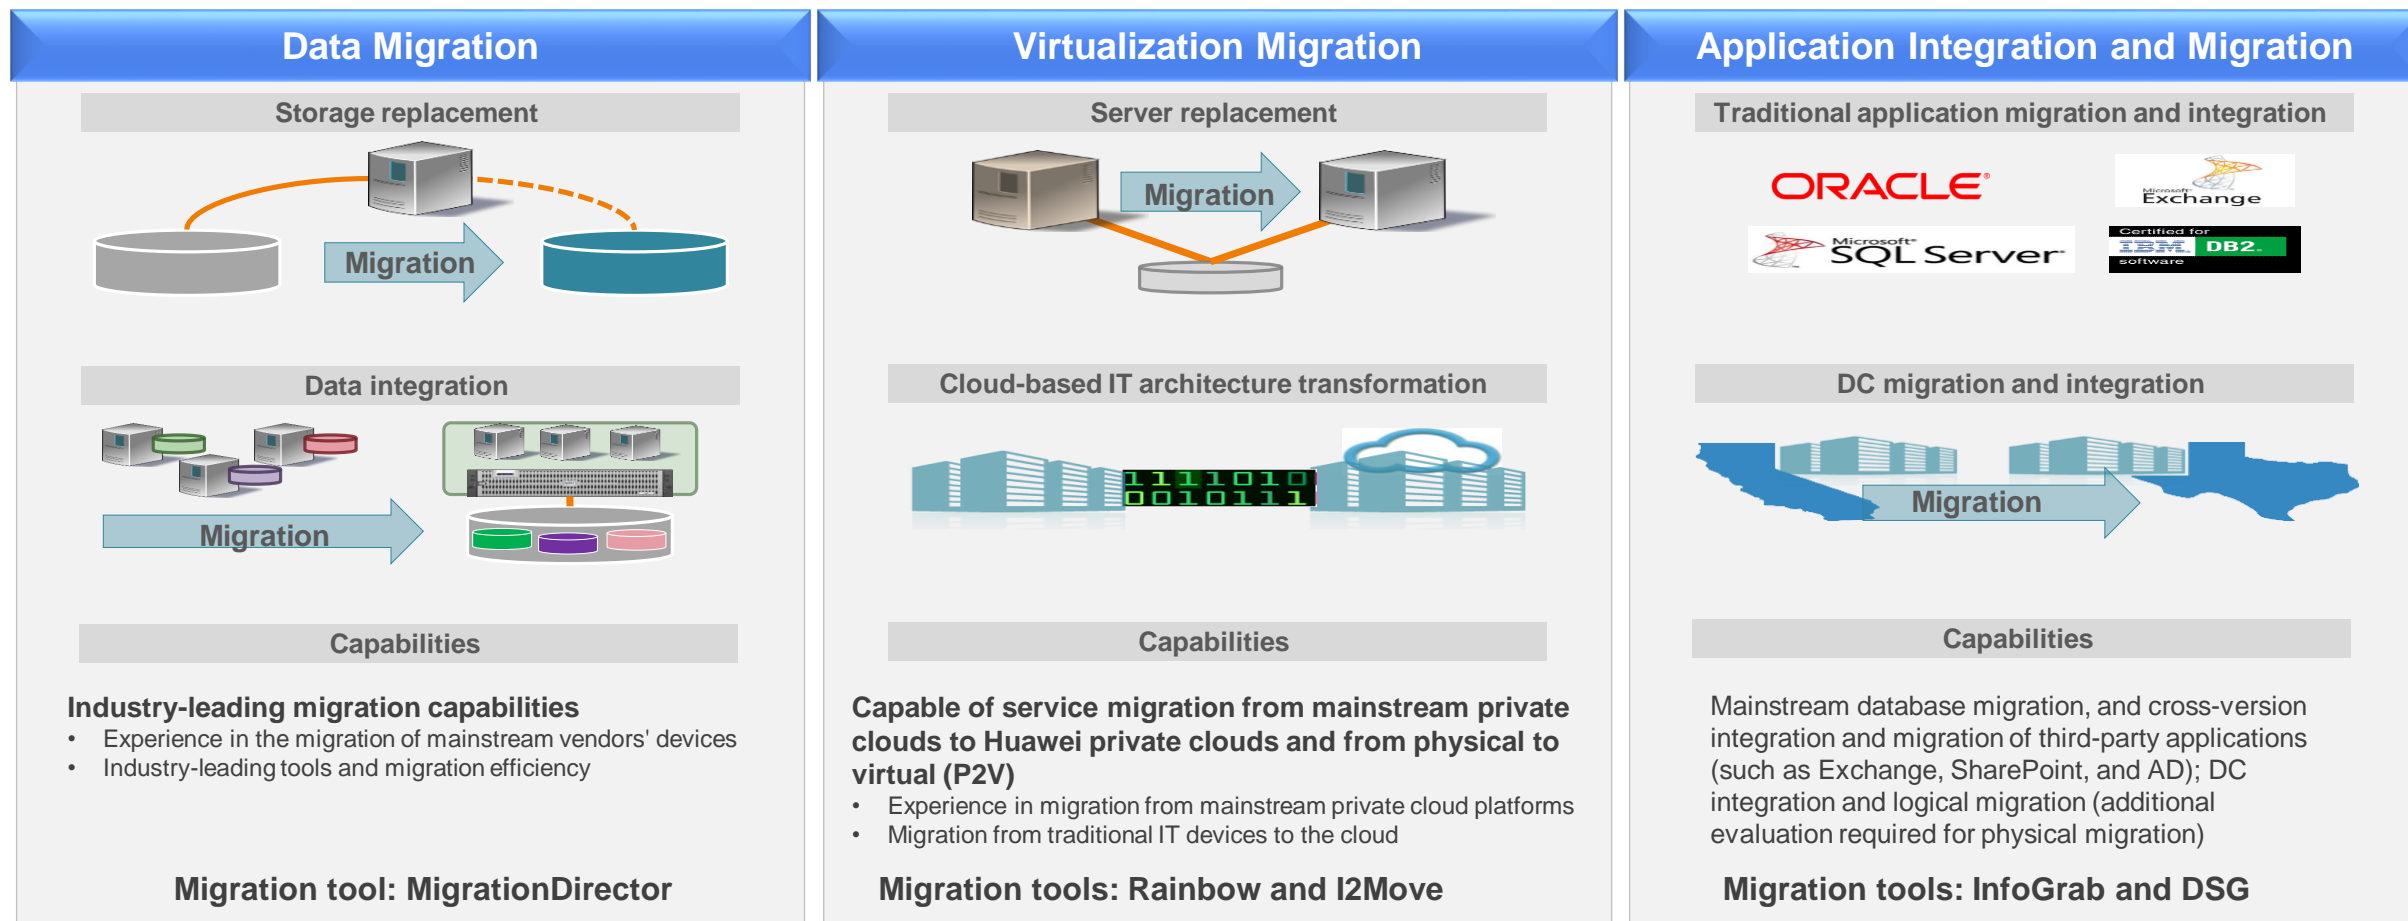 Data Migration
Storage replacement
Migration
Data integration
Migration
Capabilities
Industry-leading migration capabilities
• Experience in the migration of mainstream vendors' devices
• Industry-leading tools and migration efficiency
Migration tool: MigrationDirector
Virtualization Migration
Server replacement
Migration
Cloud-based IT architecture transformation
1111010
0010111
Capabilities
Capable of service migration from mainstream private
clouds to Huawei private clouds and from physical to
virtual (P2V)
• Experience in migration from mainstream private cloud platforms
• Migration from traditional IT devices to the cloud
Migration tools: Rainbow and I2Move
Application Integration and Migration
Traditional application migration and integration
ORACLE®
Microsoft®
Exchange
Microsoft®
SQL Server®
Certified for
IBM. DB2.
software
DC migration and integration
Migration
Capabilities
Mainstream database migration, and cross-version
integration and migration of third-party applications
(such as Exchange, SharePoint, and AD); DC
integration and logical migration (additional
evaluation required for physical migration)
Migration tools: InfoGrab and DSG